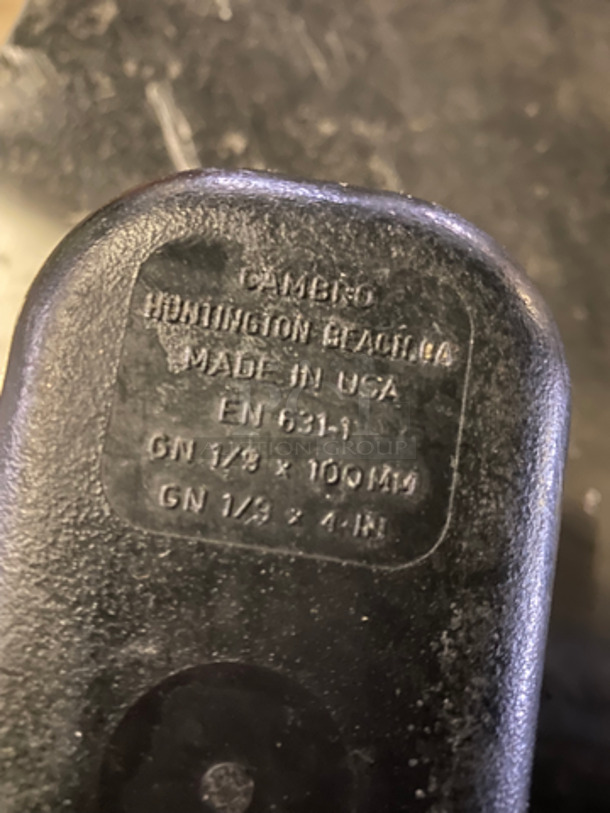 CAMBRO
HUNTINGTON BEACH, CA
MADE IN USA
EN 631-1
GN 1/9 x 100MM
GN 1/9 x 4-IN
GROUP